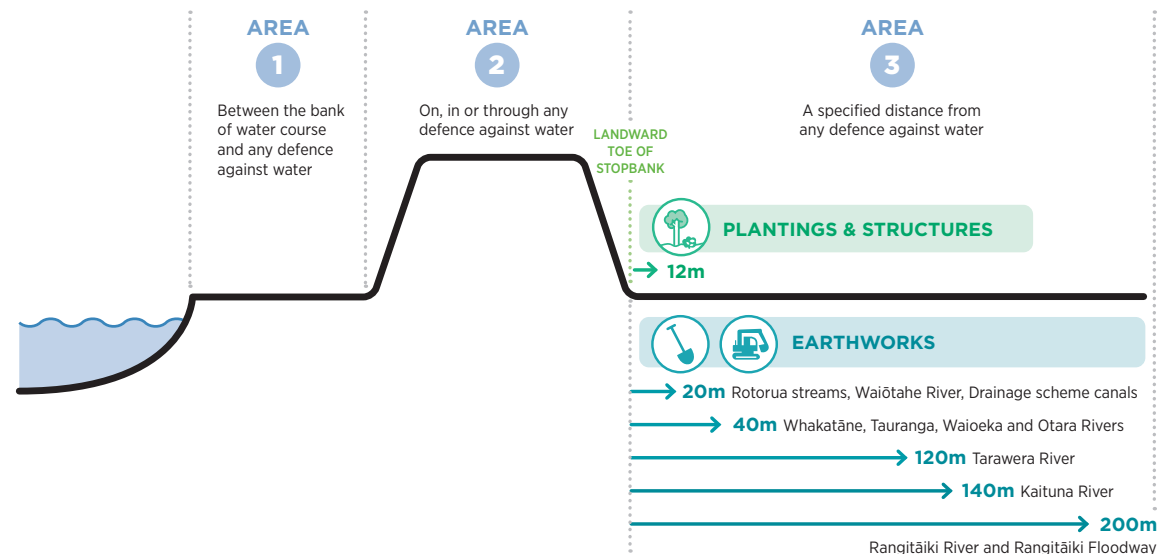 AREA
1
Between the bank
of water course
and any defence
against water
AREA
2
On, in or through any
defence against water
LANDWARD
TOE OF
STOPBANK
AREA
3
A specified distance from
any defence against water
PLANTINGS & STRUCTURES
12m
EARTHWORKS
20m Rotorua streams, Waiōtahe River, Drainage scheme canals
40m Whakatāne, Tauranga, Waioeka and Otara Rivers
120m Tarawera River
140m Kaituna River
200m
Rangitāiki River and Rangitāiki Floodway